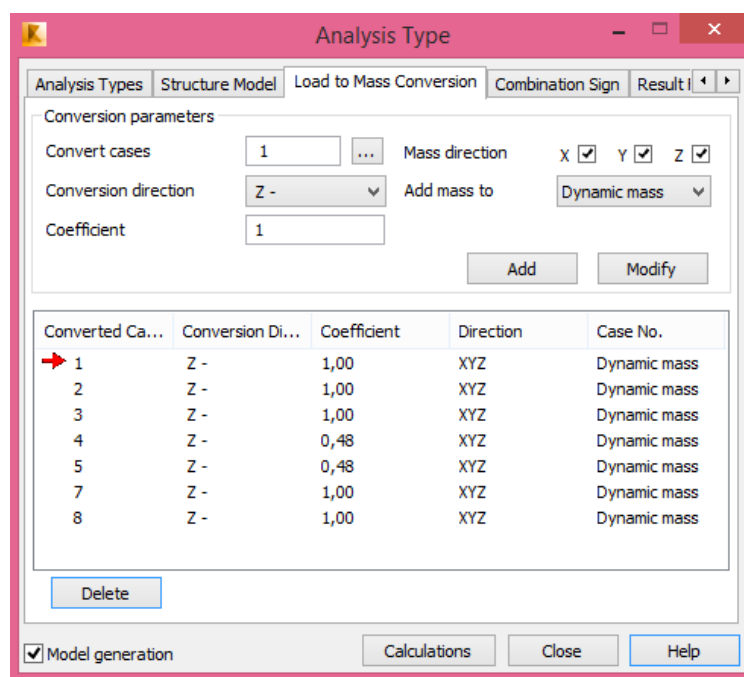 Analysis Type
Analysis Types Structure Model Load to Mass Conversion Combination Sign Result
Conversion parameters
Convert cases 1 ... Mass direction X Y Z
Conversion direction Z - Add mass to Dynamic mass
Coefficient 1
Add Modify
Converted Ca... Conversion Di... Coefficient Direction Case No.
1 Z - 1,00 XYZ Dynamic mass
2 Z - 1,00 XYZ Dynamic mass
3 Z - 1,00 XYZ Dynamic mass
4 Z - 0,48 XYZ Dynamic mass
5 Z - 0,48 XYZ Dynamic mass
7 Z - 1,00 XYZ Dynamic mass
8 Z - 1,00 XYZ Dynamic mass
Delete
Model generation Calculations Close Help